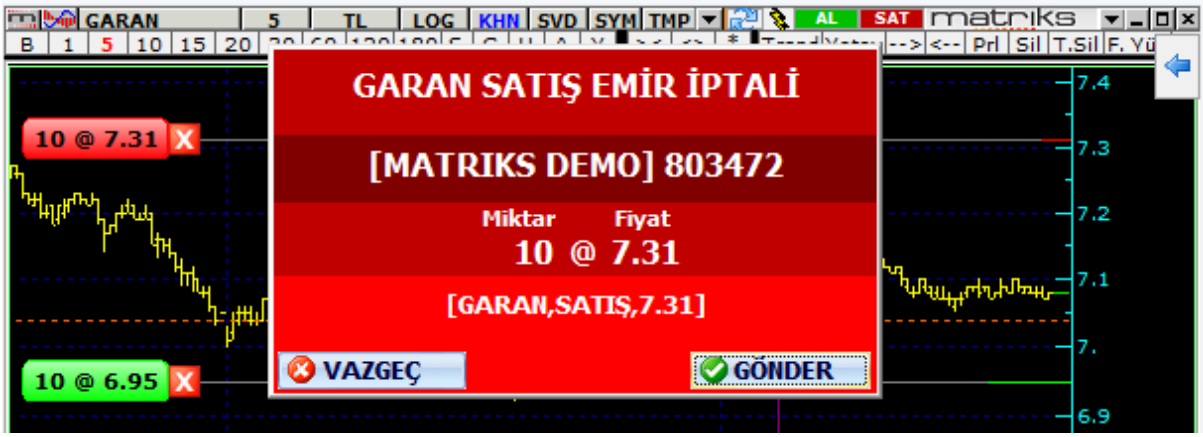 GARAN 5 TL LOG KHN SVD SYM TMP AL SAT matriks
B 1 5 10 15 20 --> <-- Prl Sil T.Sil F. Yü
GARAN SATIŞ EMİR İPTALİ
7.4
10 @ 7.31 X
[MATRIKS DEMO] 803472
7.3
Miktar Fiyat
7.2
10 @ 7.31
7.1
[GARAN,SATIŞ,7.31]
7.
VAZGEÇ GÖNDER
10 @ 6.95 X
6.9